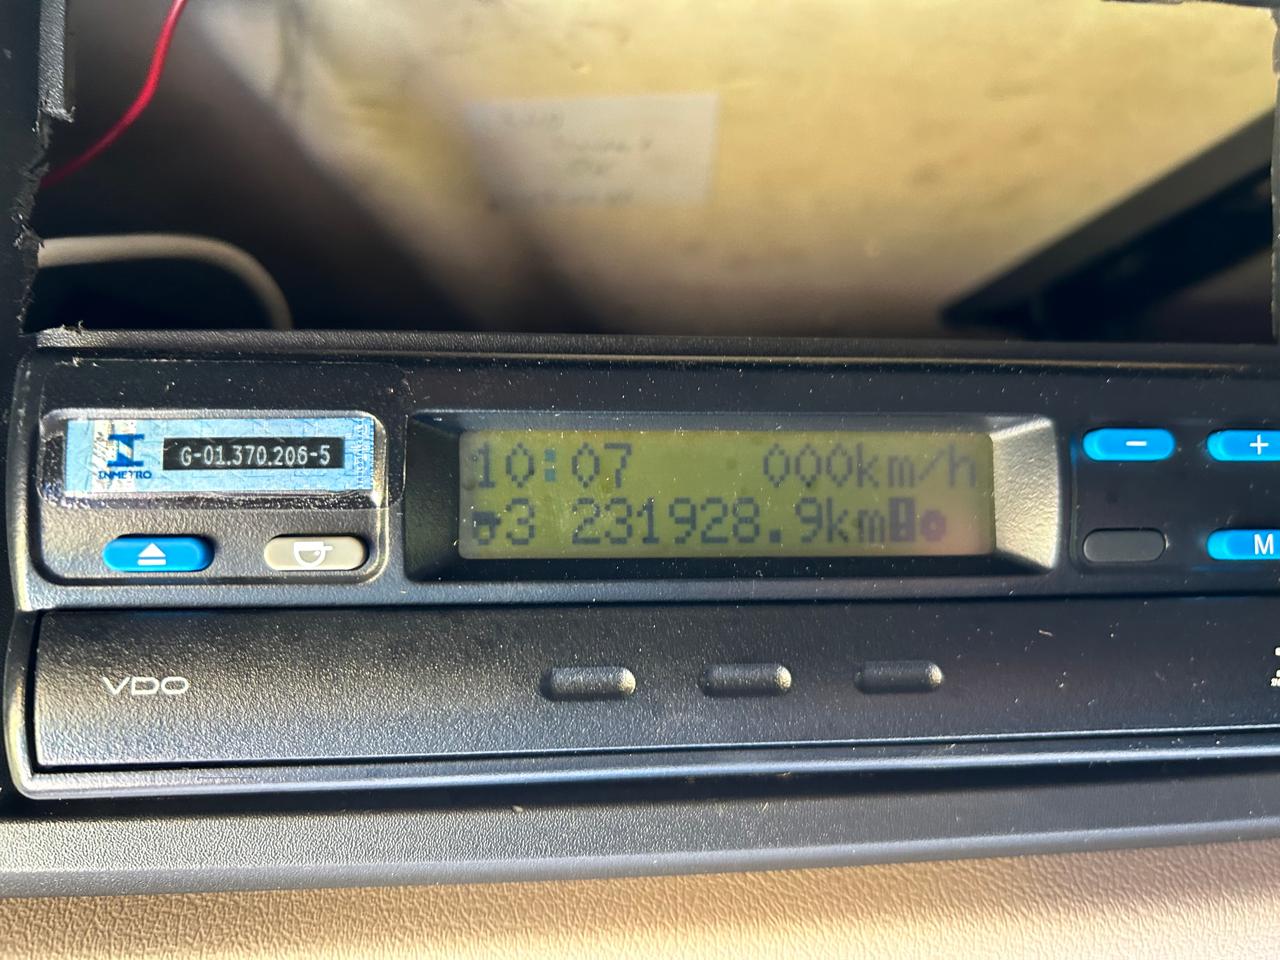 INMETRO
G-01.370.206-5
10:07 000km/h
3 231928.9km
- +
M
VDO